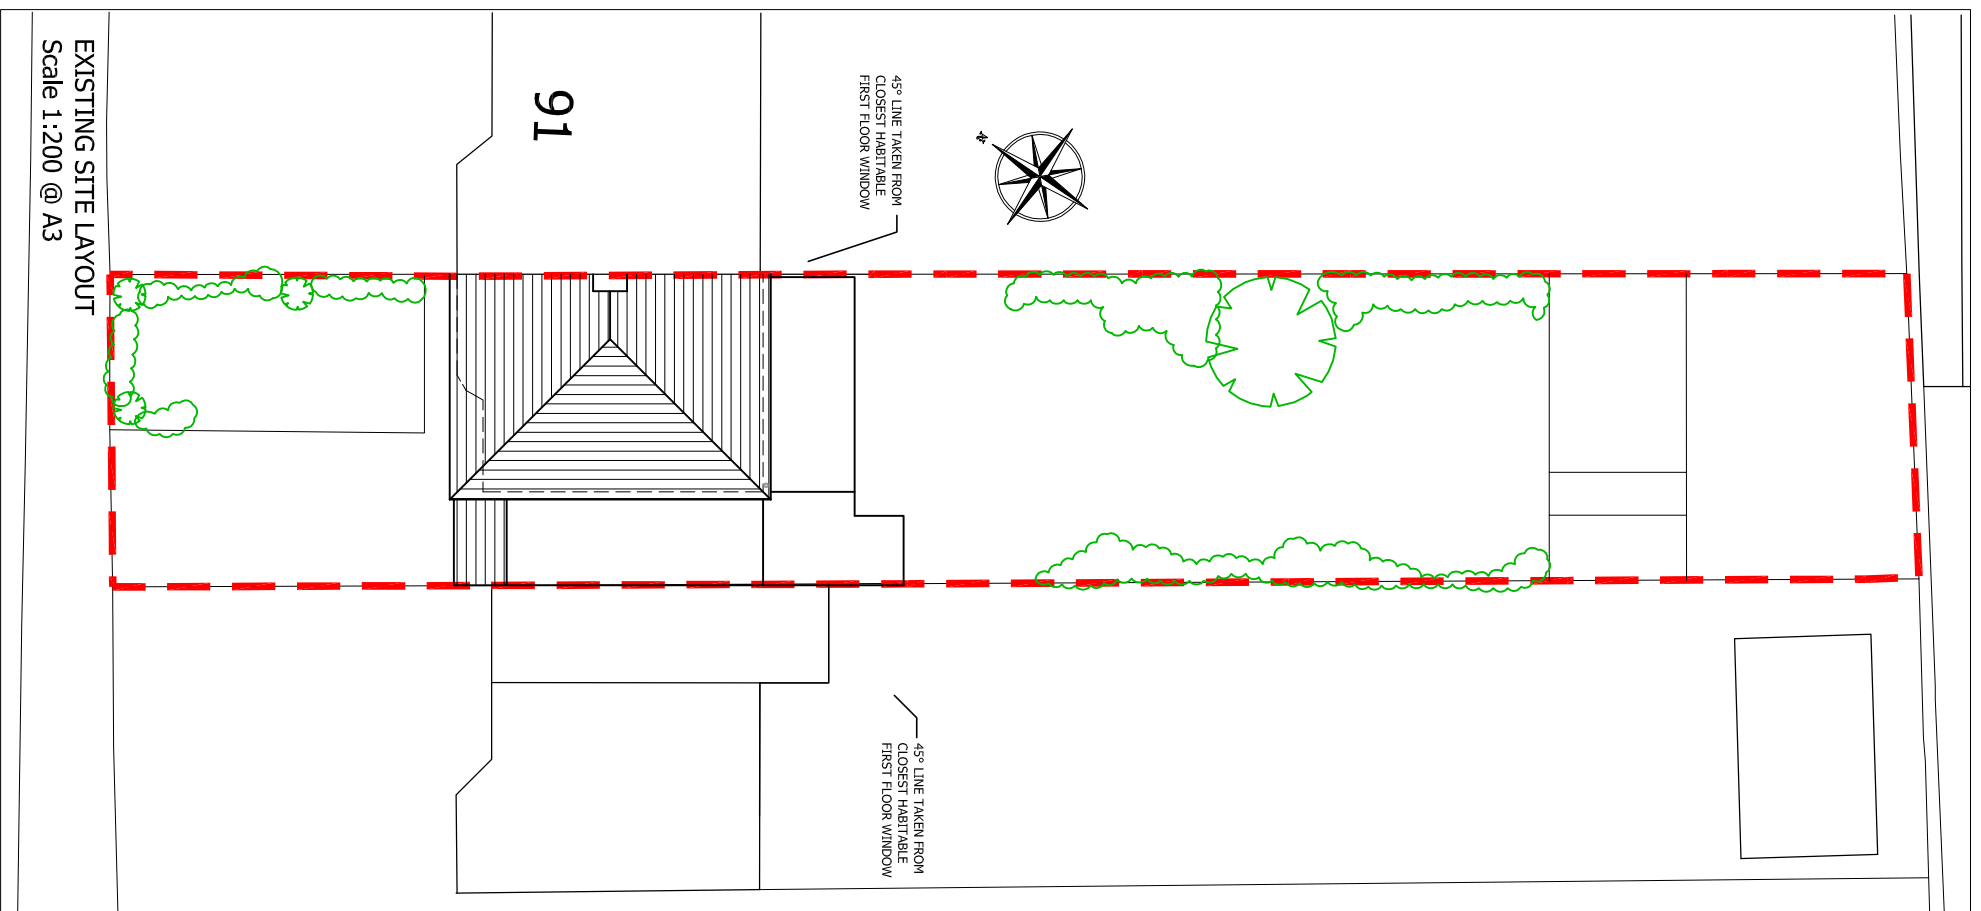 EXISTING SITE LAYOUT
Scale 1:200 @ A3
91
45° LINE TAKEN FROM
CLOSEST HABITABLE
FIRST FLOOR WINDOW
N
45° LINE TAKEN FROM
CLOSEST HABITABLE
FIRST FLOOR WINDOW